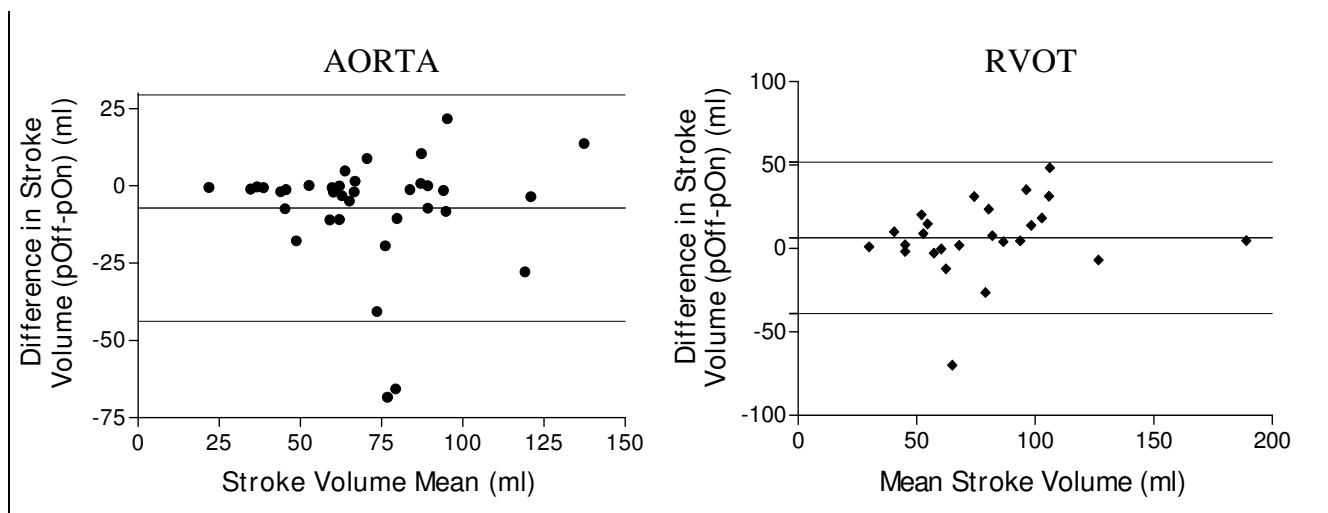 AORTA
Difference in Stroke
Volume (pOff-pOn) (ml)
25
0
-25
-50
-75
0 25 50 75 100 125 150
Stroke Volume Mean (ml)
RVOT
Difference in Stroke
Volume (pOff-pOn) (ml)
100
50
0
-50
-100
0 50 100 150 200
Mean Stroke Volume (ml)